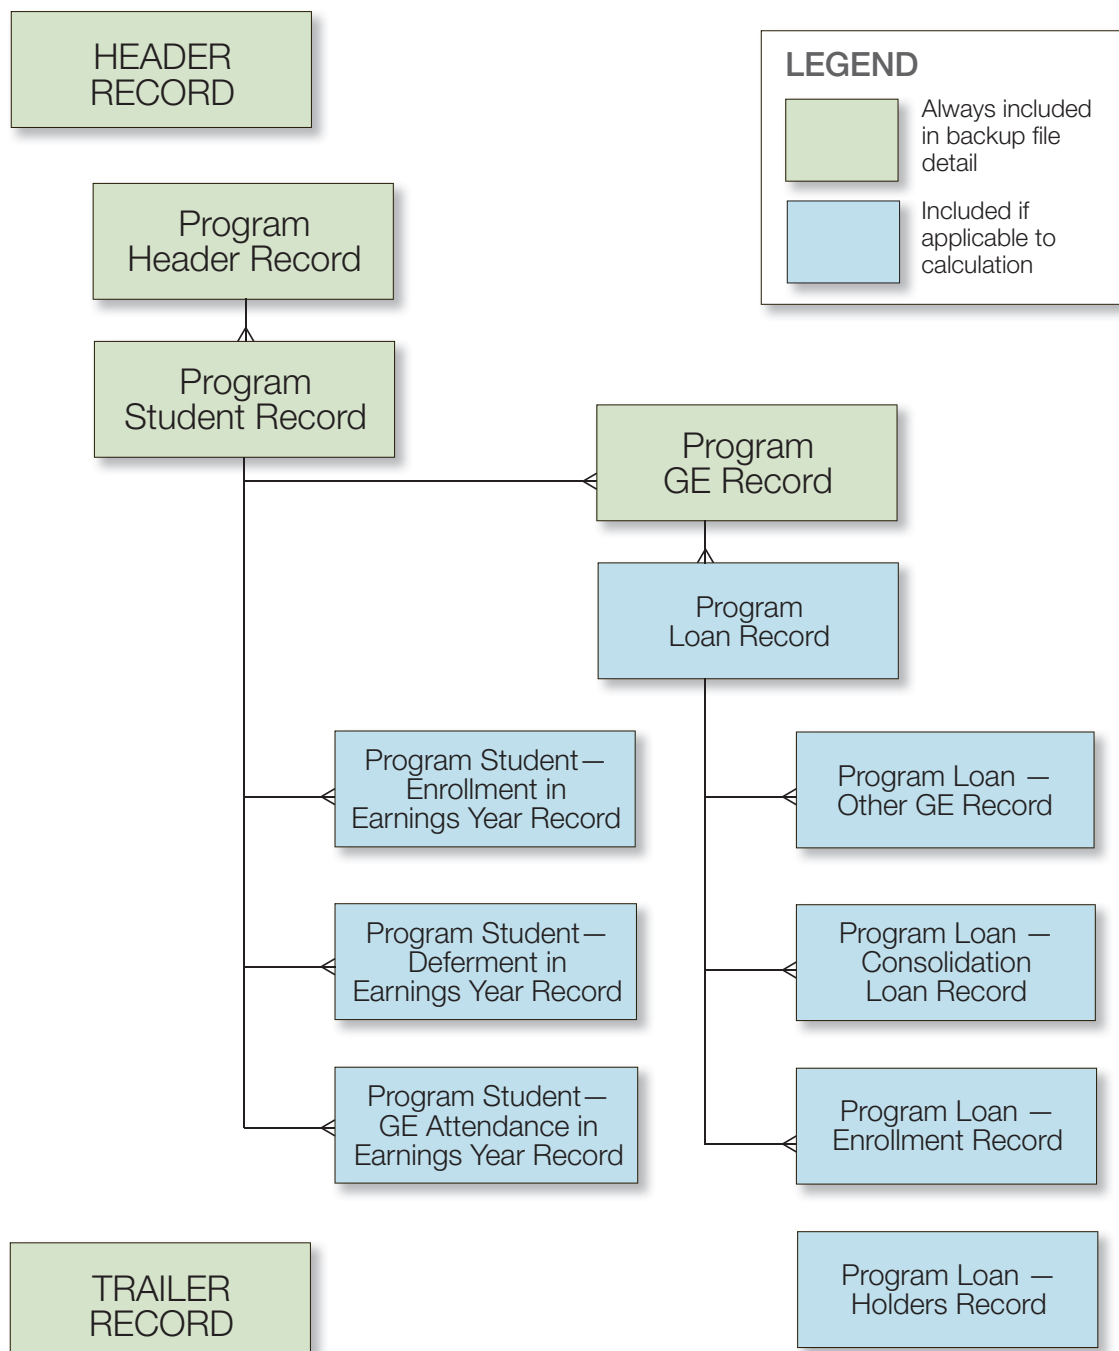 HEADER
RECORD
LEGEND
Always included
in backup file
detail
Included if
applicable to
calculation
Program
Header Record
Program
Student Record
Program
GE Record
Program
Loan Record
Program Student—
Enrollment in
Earnings Year Record
Program Loan —
Other GE Record
Program Student—
Deferment in
Earnings Year Record
Program Loan —
Consolidation
Loan Record
Program Student—
GE Attendance in
Earnings Year Record
Program Loan —
Enrollment Record
TRAILER
RECORD
Program Loan —
Holders Record